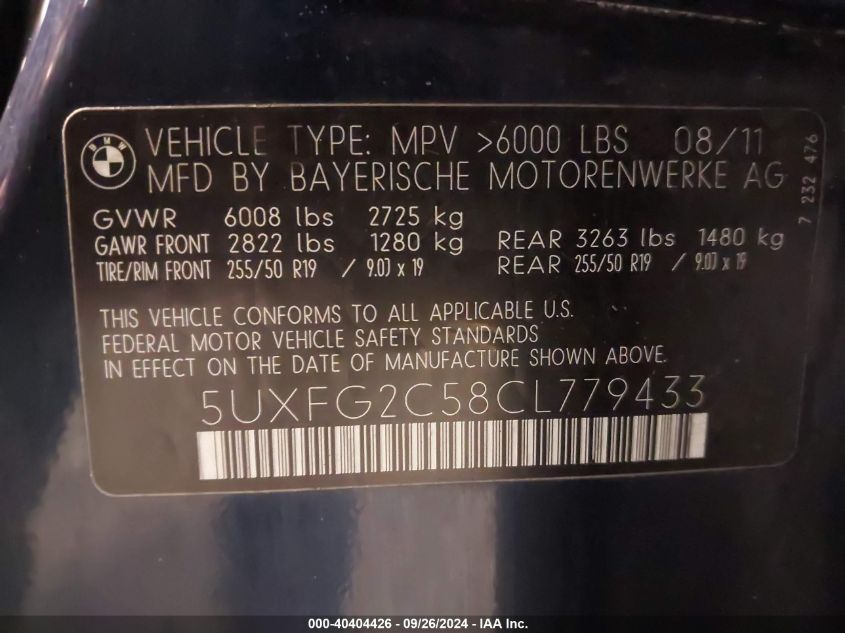 BMW
VEHICLE TYPE: MPV >6000 LBS 08/11
MFD BY BAYERISCHE MOTORENWERKE AG
7 232 476
GVWR 6008 lbs 2725 kg
GAWR FRONT 2822 lbs 1280 kg REAR 3263 lbs 1480 kg
TIRE/RIM FRONT 255/50 R19 / 9.0J x 19 REAR 255/50 R19 / 9.0J x 19
THIS VEHICLE CONFORMS TO ALL APPLICABLE U.S.
FEDERAL MOTOR VEHICLE SAFETY STANDARDS
IN EFFECT ON THE DATE OF MANUFACTURE SHOWN ABOVE.
5UXFG2C58CL779433
000-40404426 - 09/26/2024 - IAA Inc.